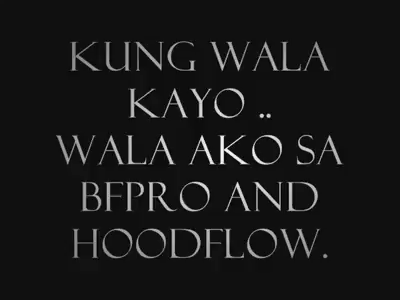 KUNG WALA
KAYO ..
WALA AKO SA
BFPRO AND
HOODFLOW.